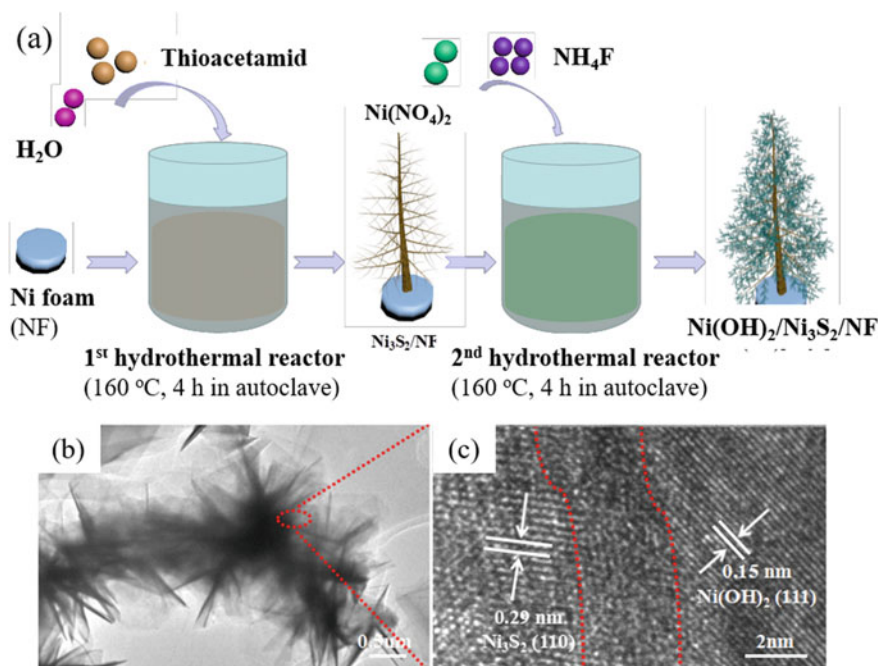 (a)
Thioacetamid
NH₄F
H₂O
Ni(NO₄)₂
Ni foam
(NF)
Ni₃S₂/NF
Ni(OH)₂/Ni₃S₂/NF
1st hydrothermal reactor
(160 °C, 4 h in autoclave)
2nd hydrothermal reactor
(160 °C, 4 h in autoclave)
(b)
(c)
0.29 nm
Ni₃S₂ (110)
0.15 nm
Ni(OH)₂ (111)
2nm